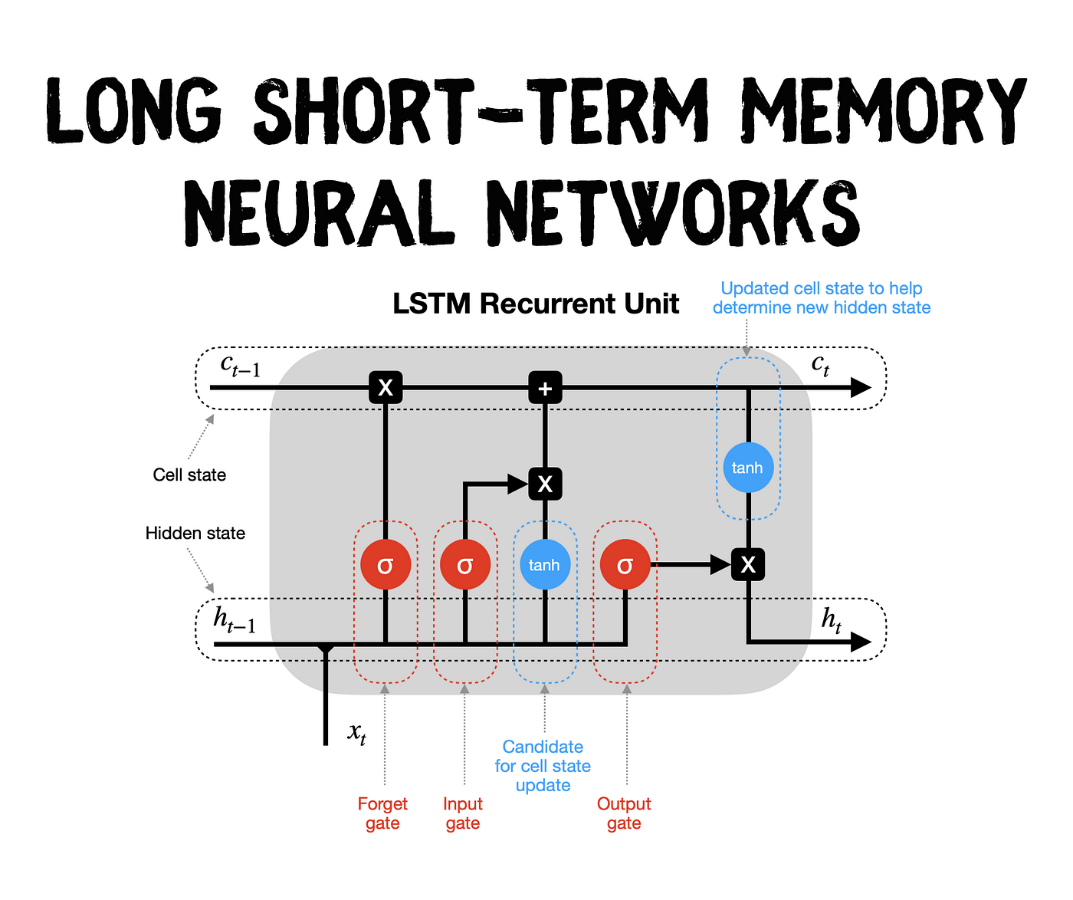 LONG SHORT-TERM MEMORY
NEURAL NETWORKS
LSTM Recurrent Unit
Updated cell state to help
determine new hidden state
c_{t-1}
c_t
X
+
Cell state
tanh
X
Hidden state
σ
σ
tanh
σ
X
h_{t-1}
h_t
x_t
Candidate
for cell state
update
Forget
gate
Input
gate
Output
gate